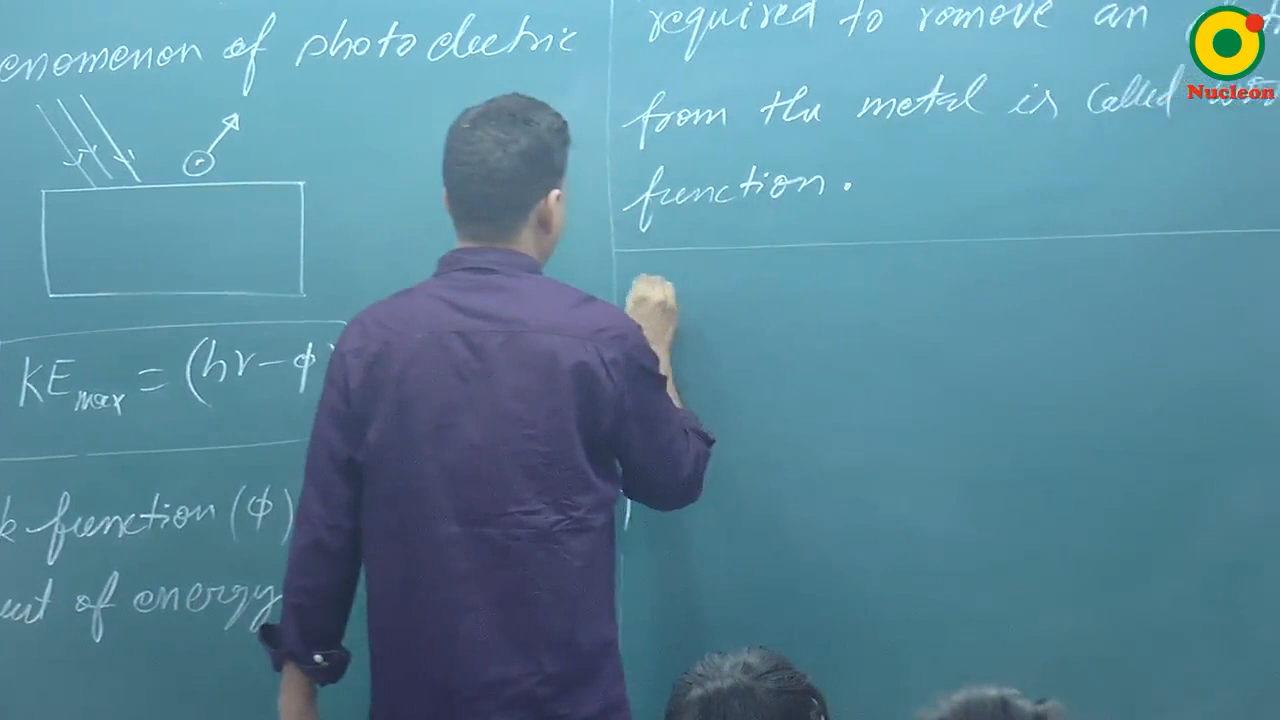 enomenon of photoelectric
KEmax = (hν - ϕ
k function (ϕ)
of energy
required to remove an
from the metal is called
function.
Nucleon